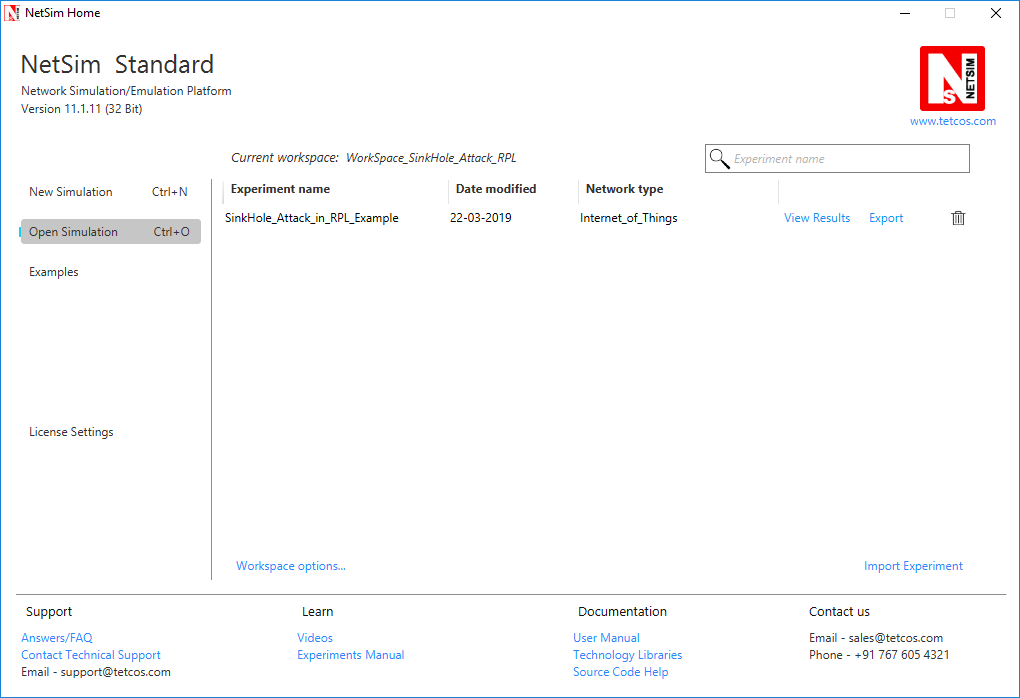 NetSim Home
NetSim Standard
Network Simulation/Emulation Platform
Version 11.1.11 (32 Bit)
NS NETSIM
www.tetcos.com
Current workspace: WorkSpace_SinkHole_Attack_RPL
Experiment name
New Simulation Ctrl+N
Open Simulation Ctrl+O
Examples
License Settings
Experiment name Date modified Network type
SinkHole_Attack_in_RPL_Example 22-03-2019 Internet_of_Things View Results Export
Workspace options... Import Experiment
Support
Answers/FAQ
Contact Technical Support
Email - support@tetcos.com
Learn
Videos
Experiments Manual
Documentation
User Manual
Technology Libraries
Source Code Help
Contact us
Email - sales@tetcos.com
Phone - +91 767 605 4321